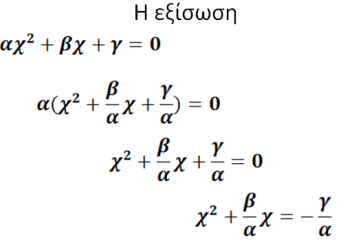 Η εξίσωση
αχ² + βχ + γ = 0
α(χ² + β/α χ + γ/α) = 0
χ² + β/α χ + γ/α = 0
χ² + β/α χ = −γ/α